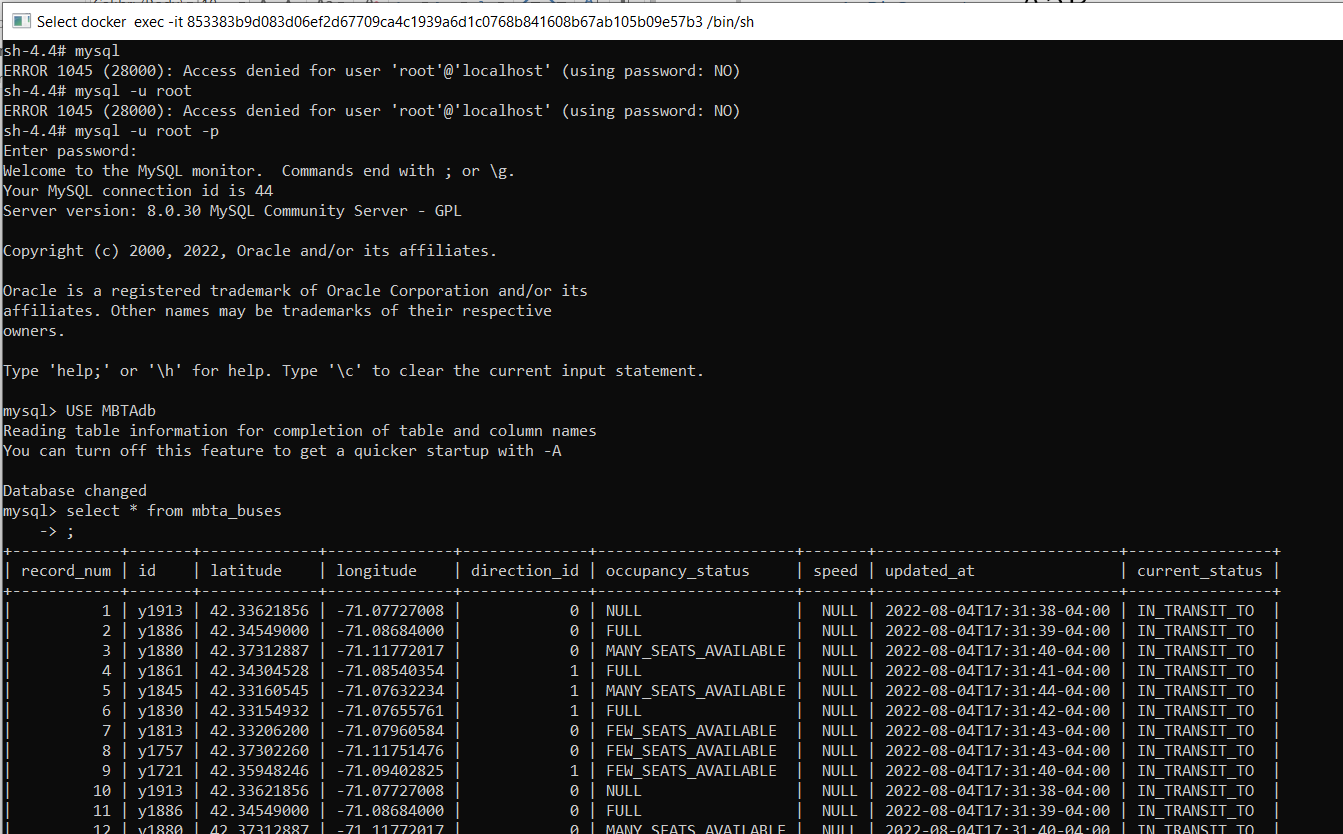 Select docker  exec -it 853383b9d083d06ef2d67709ca4c1939a6d1c0768b841608b67ab105b09e57b3 /bin/sh
sh-4.4# mysql
ERROR 1045 (28000): Access denied for user 'root'@'localhost' (using password: NO)
sh-4.4# mysql -u root
ERROR 1045 (28000): Access denied for user 'root'@'localhost' (using password: NO)
sh-4.4# mysql -u root -p
Enter password:
Welcome to the MySQL monitor.  Commands end with ; or \g.
Your MySQL connection id is 44
Server version: 8.0.30 MySQL Community Server - GPL

Copyright (c) 2000, 2022, Oracle and/or its affiliates.

Oracle is a registered trademark of Oracle Corporation and/or its
affiliates. Other names may be trademarks of their respective
owners.

Type 'help;' or '\h' for help. Type '\c' to clear the current input statement.

mysql> USE MBTAdb
Reading table information for completion of table and column names
You can turn off this feature to get a quicker startup with -A

Database changed
mysql> select * from mbta_buses
    -> ;
+------------+-------+-------------+--------------+--------------+----------------------+-------+---------------------------+----------------+
| record_num | id    | latitude    | longitude    | direction_id | occupancy_status     | speed | updated_at                | current_status |
+------------+-------+-------------+--------------+--------------+----------------------+-------+---------------------------+----------------+
|          1 | y1913 | 42.33621856 | -71.07727008 |            0 | NULL                 |  NULL | 2022-08-04T17:31:38-04:00 | IN_TRANSIT_TO  |
|          2 | y1886 | 42.34549000 | -71.08684000 |            0 | FULL                 |  NULL | 2022-08-04T17:31:39-04:00 | IN_TRANSIT_TO  |
|          3 | y1880 | 42.37312887 | -71.11772017 |            0 | MANY_SEATS_AVAILABLE |  NULL | 2022-08-04T17:31:40-04:00 | IN_TRANSIT_TO  |
|          4 | y1861 | 42.34304528 | -71.08540354 |            1 | FULL                 |  NULL | 2022-08-04T17:31:41-04:00 | IN_TRANSIT_TO  |
|          5 | y1845 | 42.33160545 | -71.07632234 |            1 | MANY_SEATS_AVAILABLE |  NULL | 2022-08-04T17:31:44-04:00 | IN_TRANSIT_TO  |
|          6 | y1830 | 42.33154932 | -71.07655761 |            1 | FULL                 |  NULL | 2022-08-04T17:31:42-04:00 | IN_TRANSIT_TO  |
|          7 | y1813 | 42.33206200 | -71.07960584 |            0 | FEW_SEATS_AVAILABLE  |  NULL | 2022-08-04T17:31:43-04:00 | IN_TRANSIT_TO  |
|          8 | y1757 | 42.37302260 | -71.11751476 |            0 | FEW_SEATS_AVAILABLE  |  NULL | 2022-08-04T17:31:43-04:00 | IN_TRANSIT_TO  |
|          9 | y1721 | 42.35948246 | -71.09402825 |            1 | FEW_SEATS_AVAILABLE  |  NULL | 2022-08-04T17:31:40-04:00 | IN_TRANSIT_TO  |
|         10 | y1913 | 42.33621856 | -71.07727008 |            0 | NULL                 |  NULL | 2022-08-04T17:31:38-04:00 | IN_TRANSIT_TO  |
|         11 | y1886 | 42.34549000 | -71.08684000 |            0 | FULL                 |  NULL | 2022-08-04T17:31:39-04:00 | IN_TRANSIT_TO  |
|         12 | y1880 | 42.37312887 | -71.11772017 |            0 | MANY_SEATS_AVAILABLE |  NULL | 2022-08-04T17:31:40-04:00 | IN_TRANSIT_TO  |